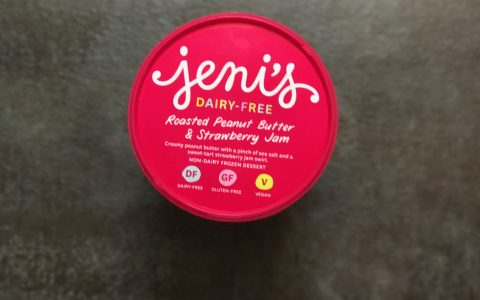 jeni's
DAIRY-FREE
Roasted Peanut Butter
& Strawberry Jam
Creamy peanut butter with a pinch of sea salt and a
sweet-tart strawberry jam swirl.
NON-DAIRY FROZEN DESSERT
DF GF V
DAIRY-FREE GLUTEN-FREE VEGAN